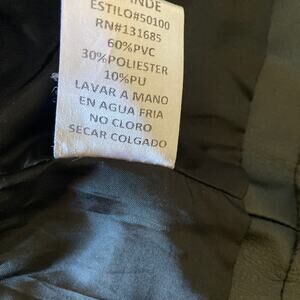 ESTILO#50100
RN#131685
60%PVC
30%POLIESTER
10%PU
LAVAR A MANO
EN AGUA FRIA
NO CLORO
SECAR COLGADO